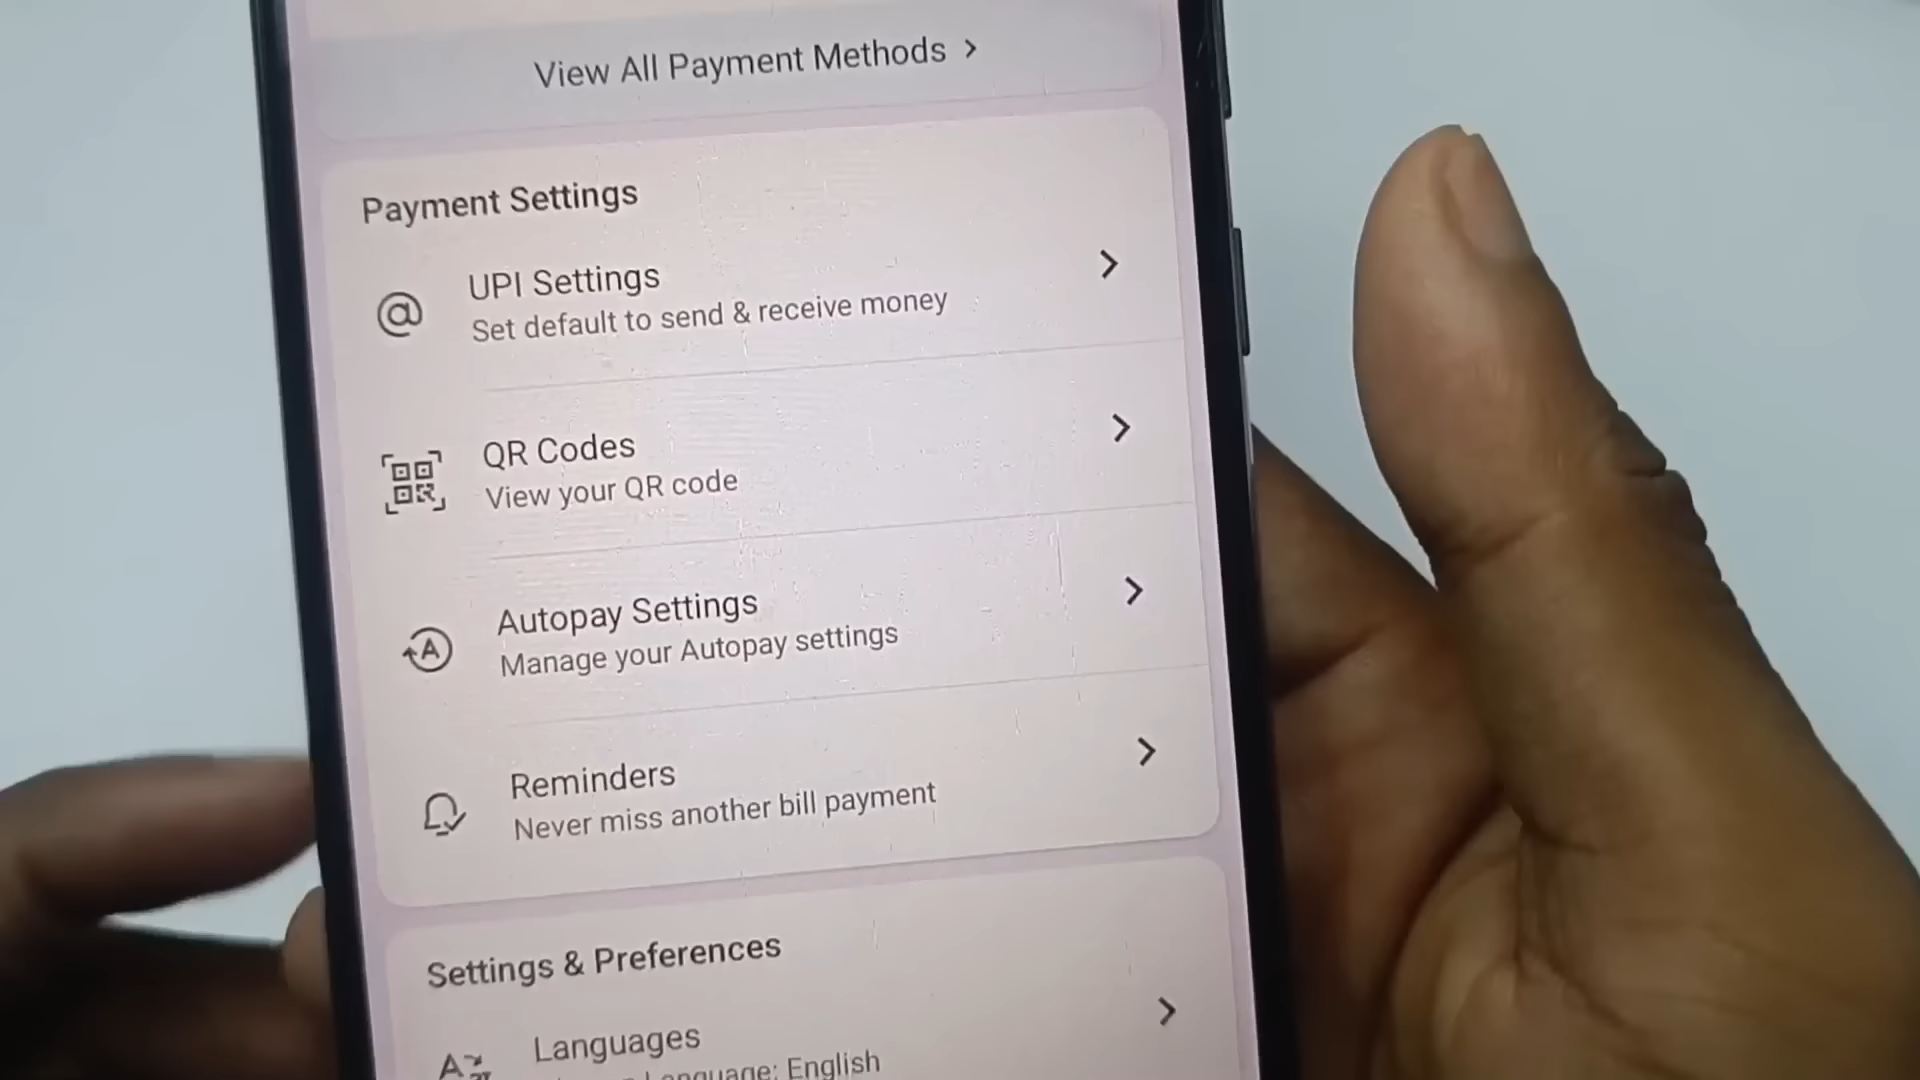 View All Payment Methods
Payment Settings
UPI Settings
Set default to send & receive money
QR Codes
View your QR code
Autopay Settings
Manage your Autopay settings
Reminders
Never miss another bill payment
Settings & Preferences
Languages
Language: English